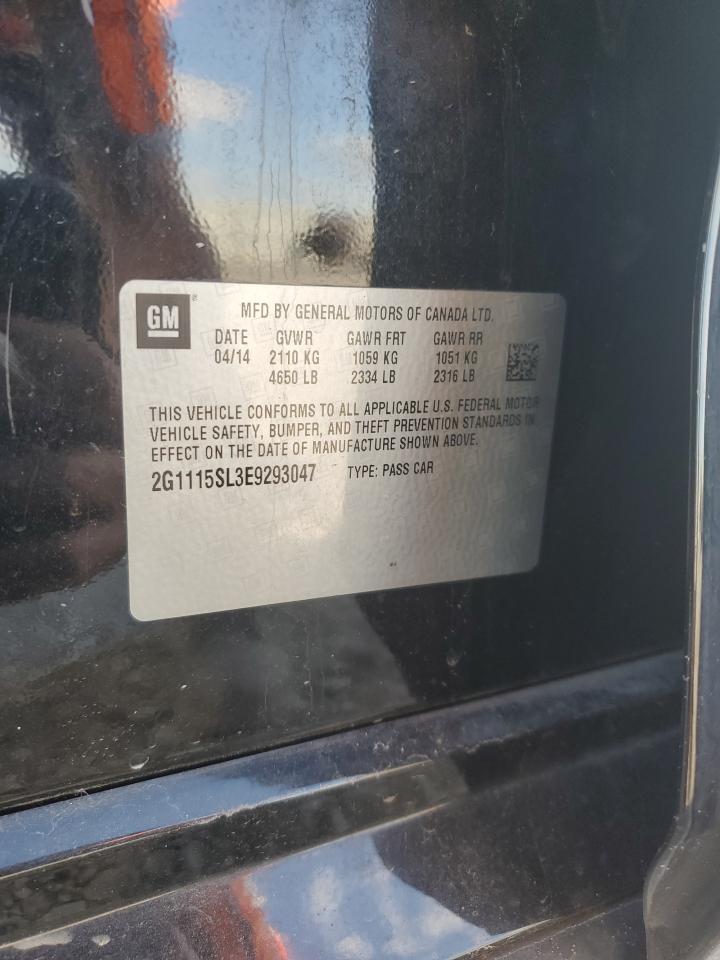 GM
MFD BY GENERAL MOTORS OF CANADA LTD.
DATE GVWR GAWR FRT GAWR RR
04/14 2110 KG 1059 KG 1051 KG
4650 LB 2334 LB 2316 LB
THIS VEHICLE CONFORMS TO ALL APPLICABLE U.S. FEDERAL MOTOR
VEHICLE SAFETY, BUMPER, AND THEFT PREVENTION STANDARDS IN
EFFECT ON THE DATE OF MANUFACTURE SHOWN ABOVE.
2G1115SL3E9293047 TYPE: PASS CAR